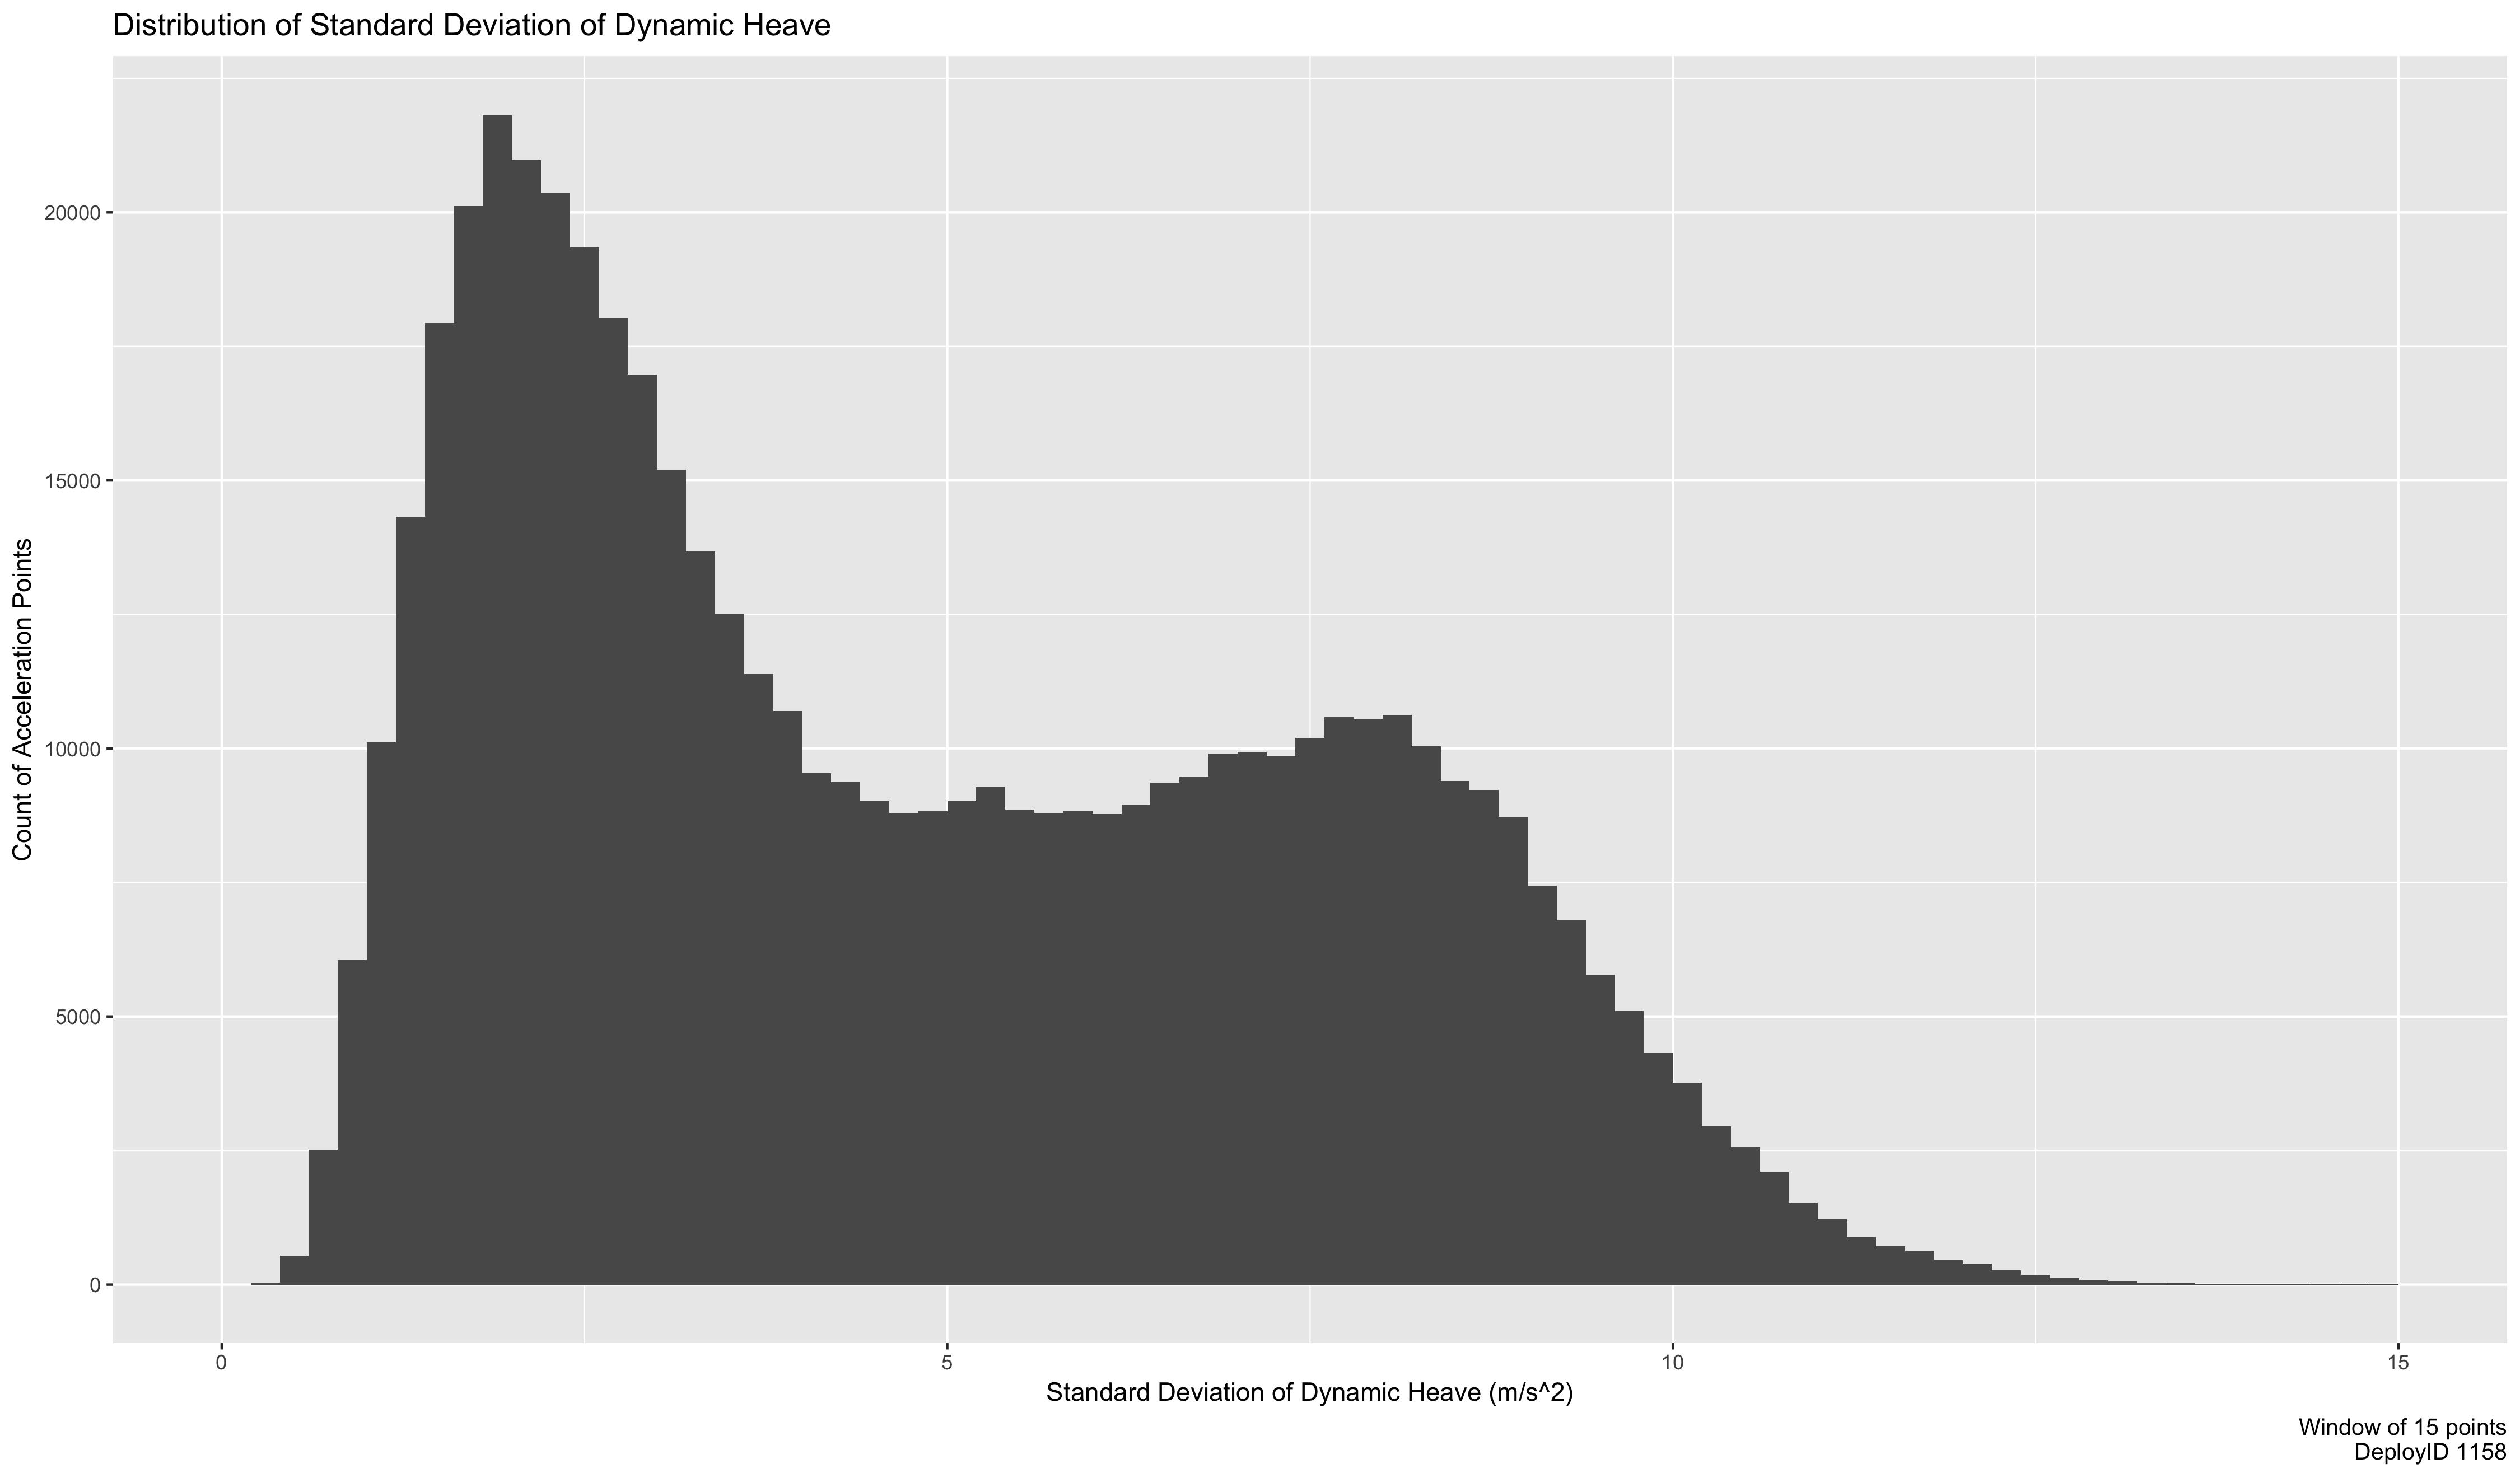 Distribution of Standard Deviation of Dynamic Heave
Count of Acceleration Points
20000
15000
10000
5000
0
0
5
10
15
Standard Deviation of Dynamic Heave (m/s^2)
Window of 15 points
DeployID 1158